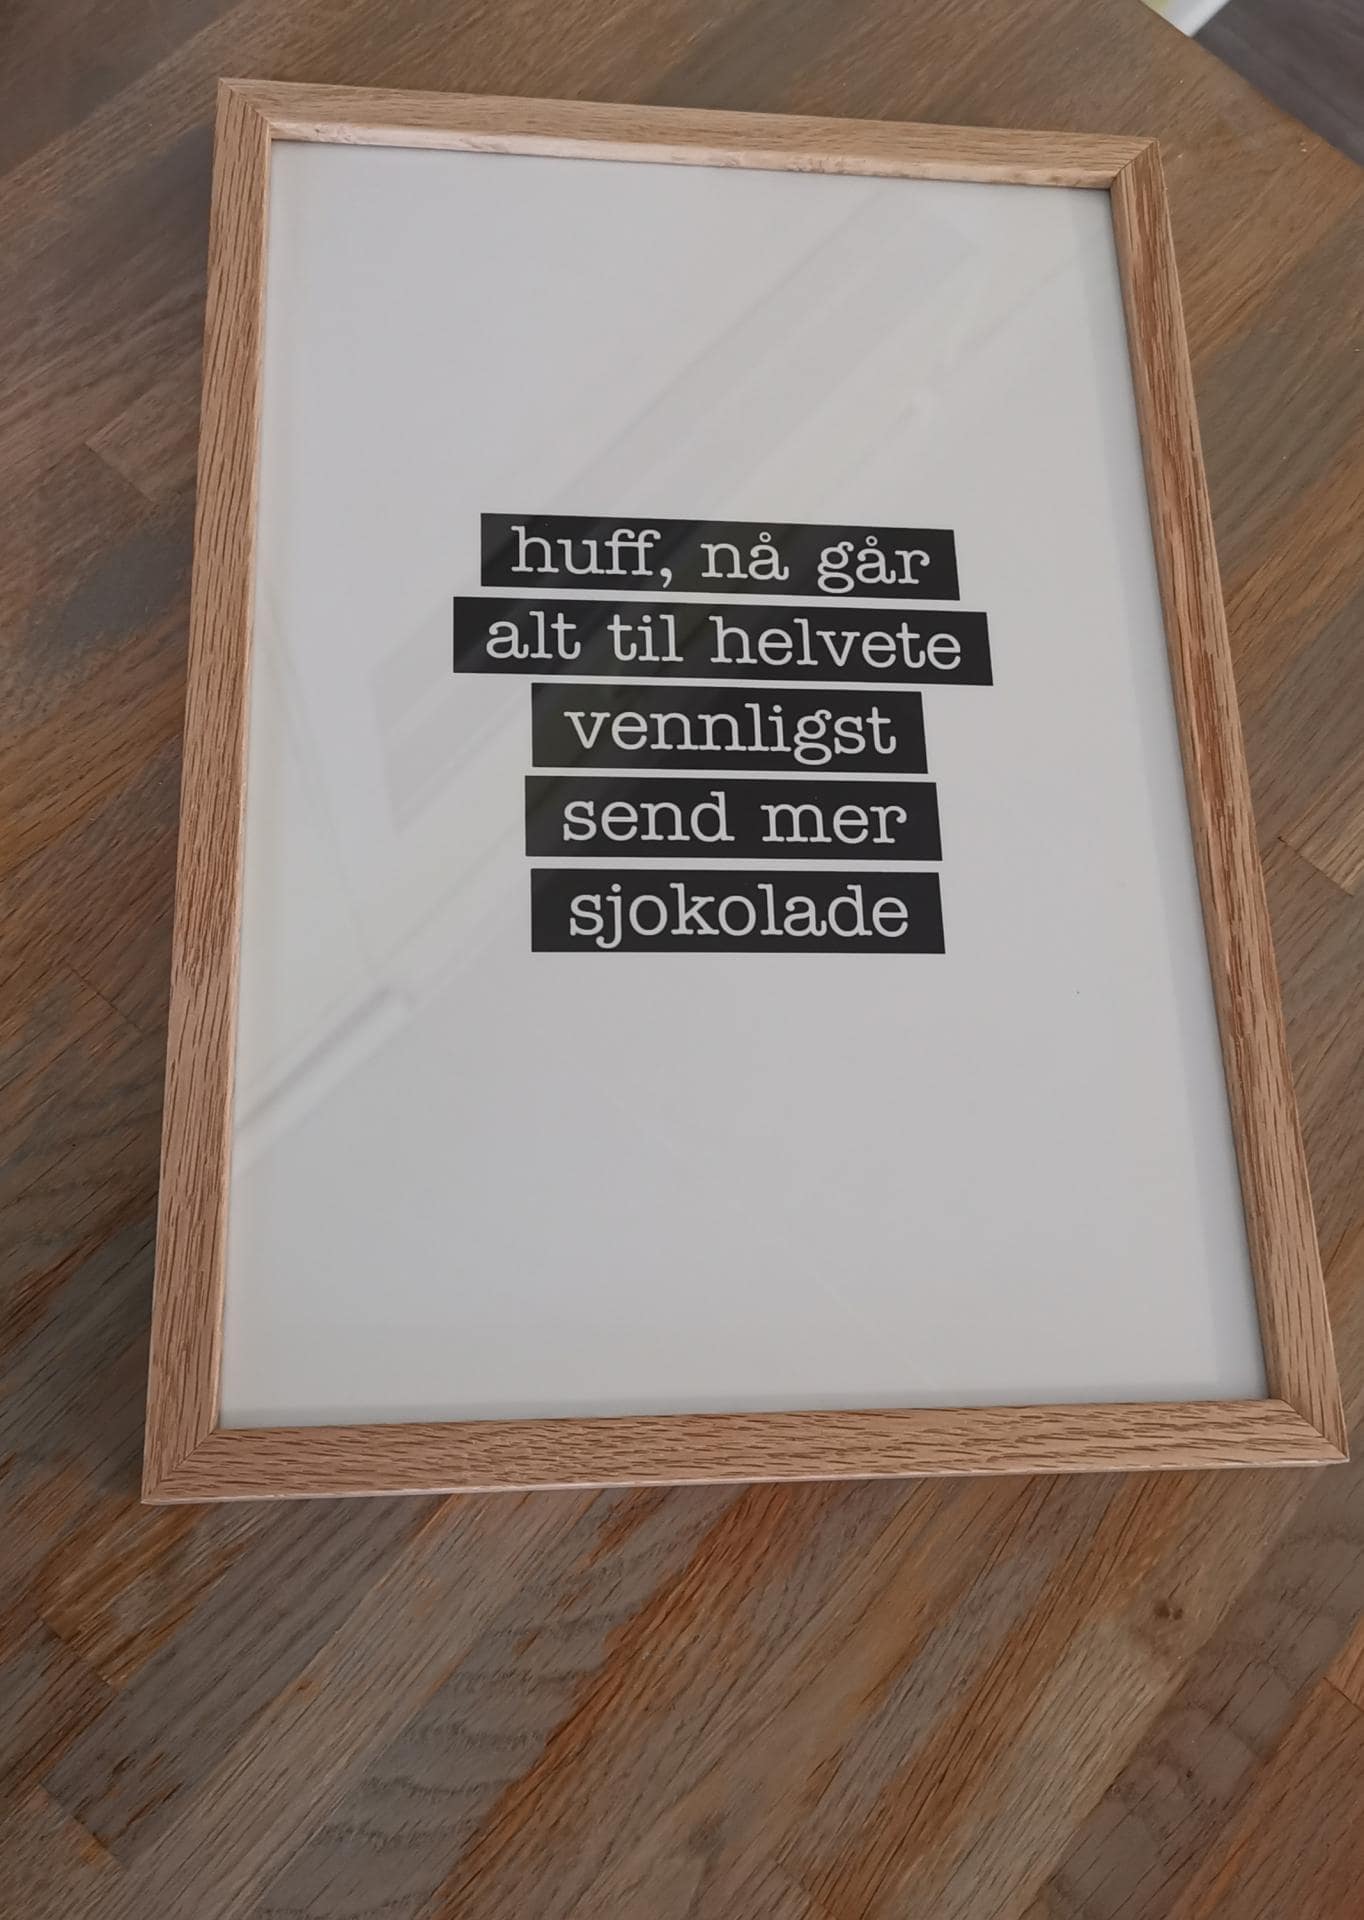 huff, nå går
alt til helvete
vennligst
send mer
sjokolade